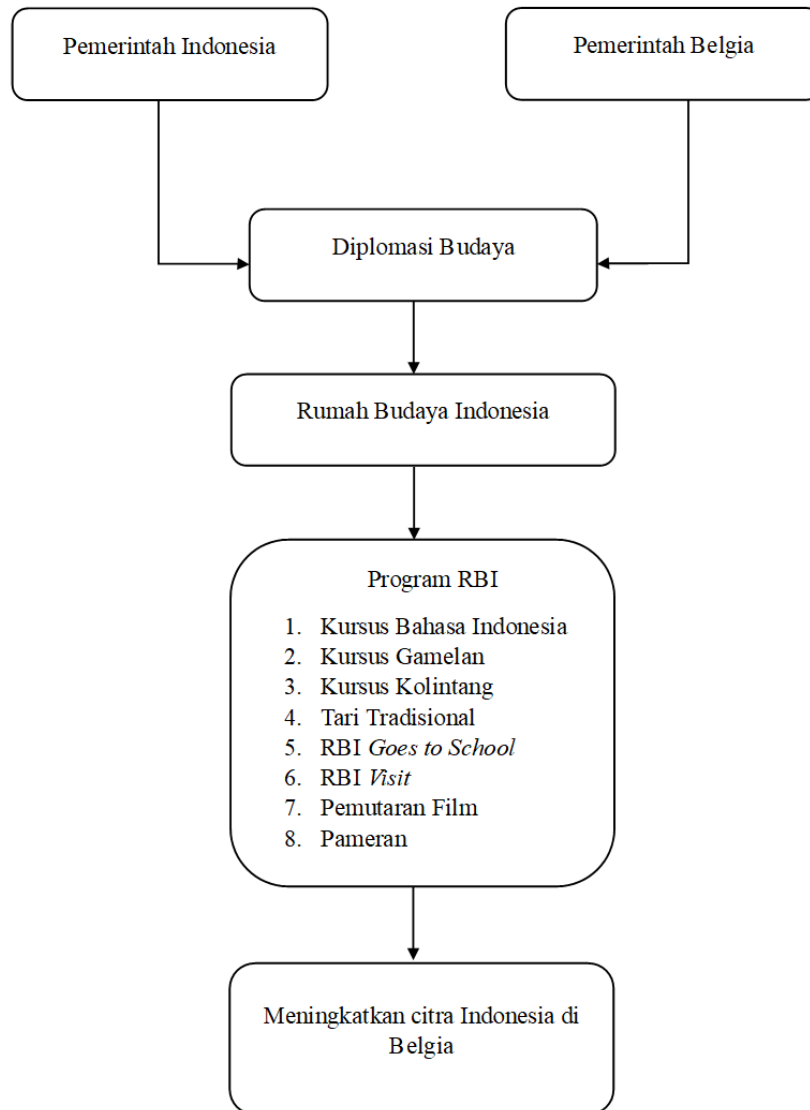 Pemerintah Indonesia
Pemerintah Belgia
Diplomasi Budaya
Rumah Budaya Indonesia
Program RBI
1. Kursus Bahasa Indonesia
2. Kursus Gamelan
3. Kursus Kolintang
4. Tari Tradisional
5. RBI Goes to School
6. RBI Visit
7. Pemutaran Film
8. Pameran
Meningkatkan citra Indonesia di
Belgia